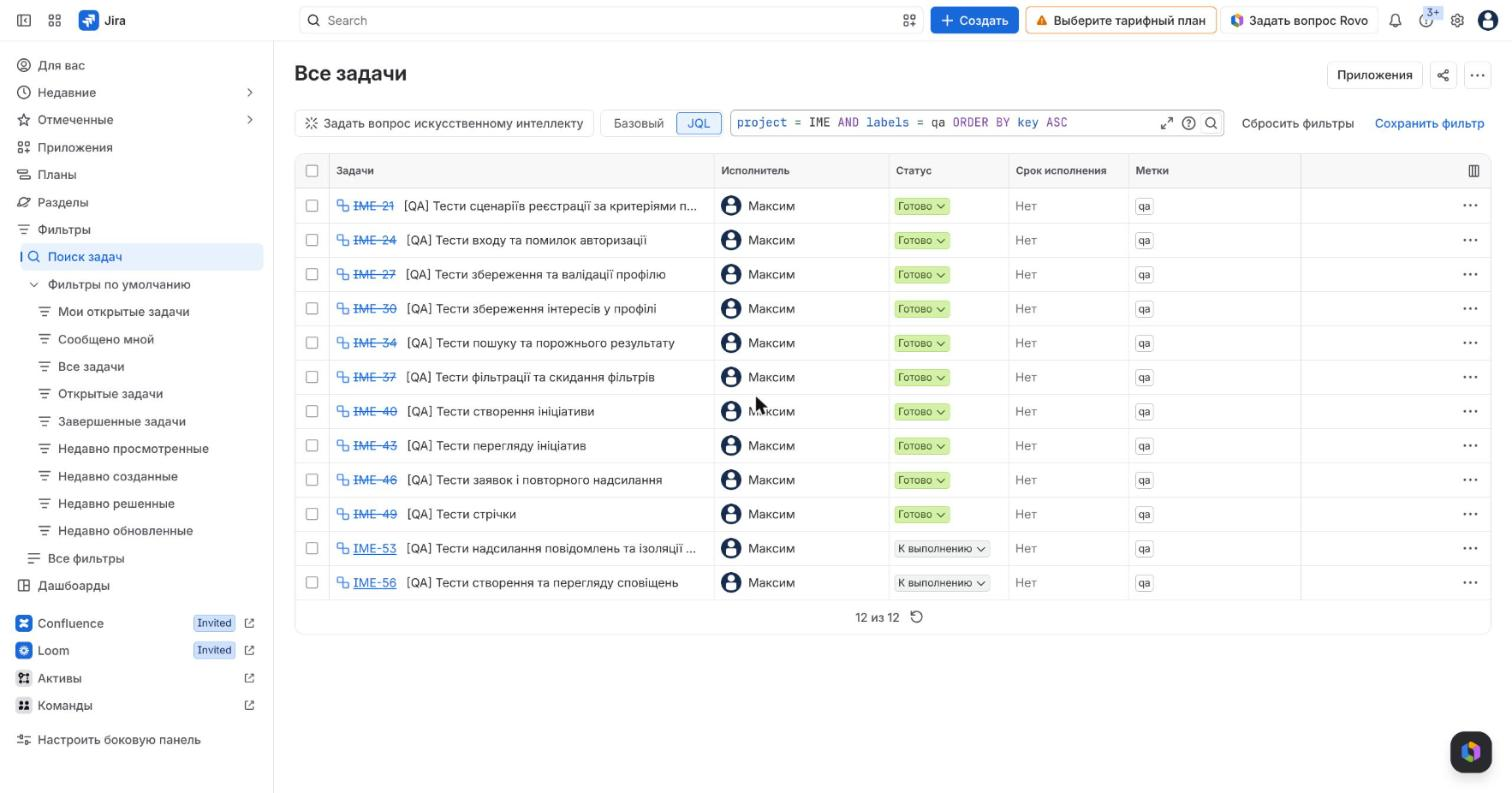 Jira
Search
Создать
Выберите тарифный план
Задать вопрос Rovo
3+
Для вас
Недавние
Отмеченные
Приложения
Планы
Разделы
Фильтры
Поиск задач
Фильтры по умолчанию
Мои открытые задачи
Сообщено мной
Все задачи
Открытые задачи
Завершенные задачи
Недавно просмотренные
Недавно созданные
Недавно решенные
Недавно обновленные
Все фильтры
Дашбоарды
Confluence Invited
Loom Invited
Активы
Команды
Настроить боковую панель
Все задачи
Приложения
Задать вопрос искусственному интеллекту
Базовый JQL
project = IME AND labels = qa ORDER BY key ASC
Сбросить фильтры
Сохранить фильтр
Задачи Исполнитель Статус Срок исполнения Метки
IME-21 [QA] Тести сценаріїв реєстрації за критеріями п... Максим Готово Нет qa
IME-24 [QA] Тести входу та помилок авторизації Максим Готово Нет qa
IME-27 [QA] Тести збереження та валідації профілю Максим Готово Нет qa
IME-30 [QA] Тести збереження інтересів у профілі Максим Готово Нет qa
IME-34 [QA] Тести пошуку та порожнього результату Максим Готово Нет qa
IME-37 [QA] Тести фільтрації та скидання фільтрів Максим Готово Нет qa
IME-40 [QA] Тести створення ініціативи Максим Готово Нет qa
IME-43 [QA] Тести перегляду ініціатив Максим Готово Нет qa
IME-46 [QA] Тести заявок і повторного надсилання Максим Готово Нет qa
IME-49 [QA] Тести стрічки Максим Готово Нет qa
IME-53 [QA] Тести надсилання повідомлень та ізоляції ... Максим К выполнению Нет qa
IME-56 [QA] Тести створення та перегляду сповіщень Максим К выполнению Нет qa
12 из 12